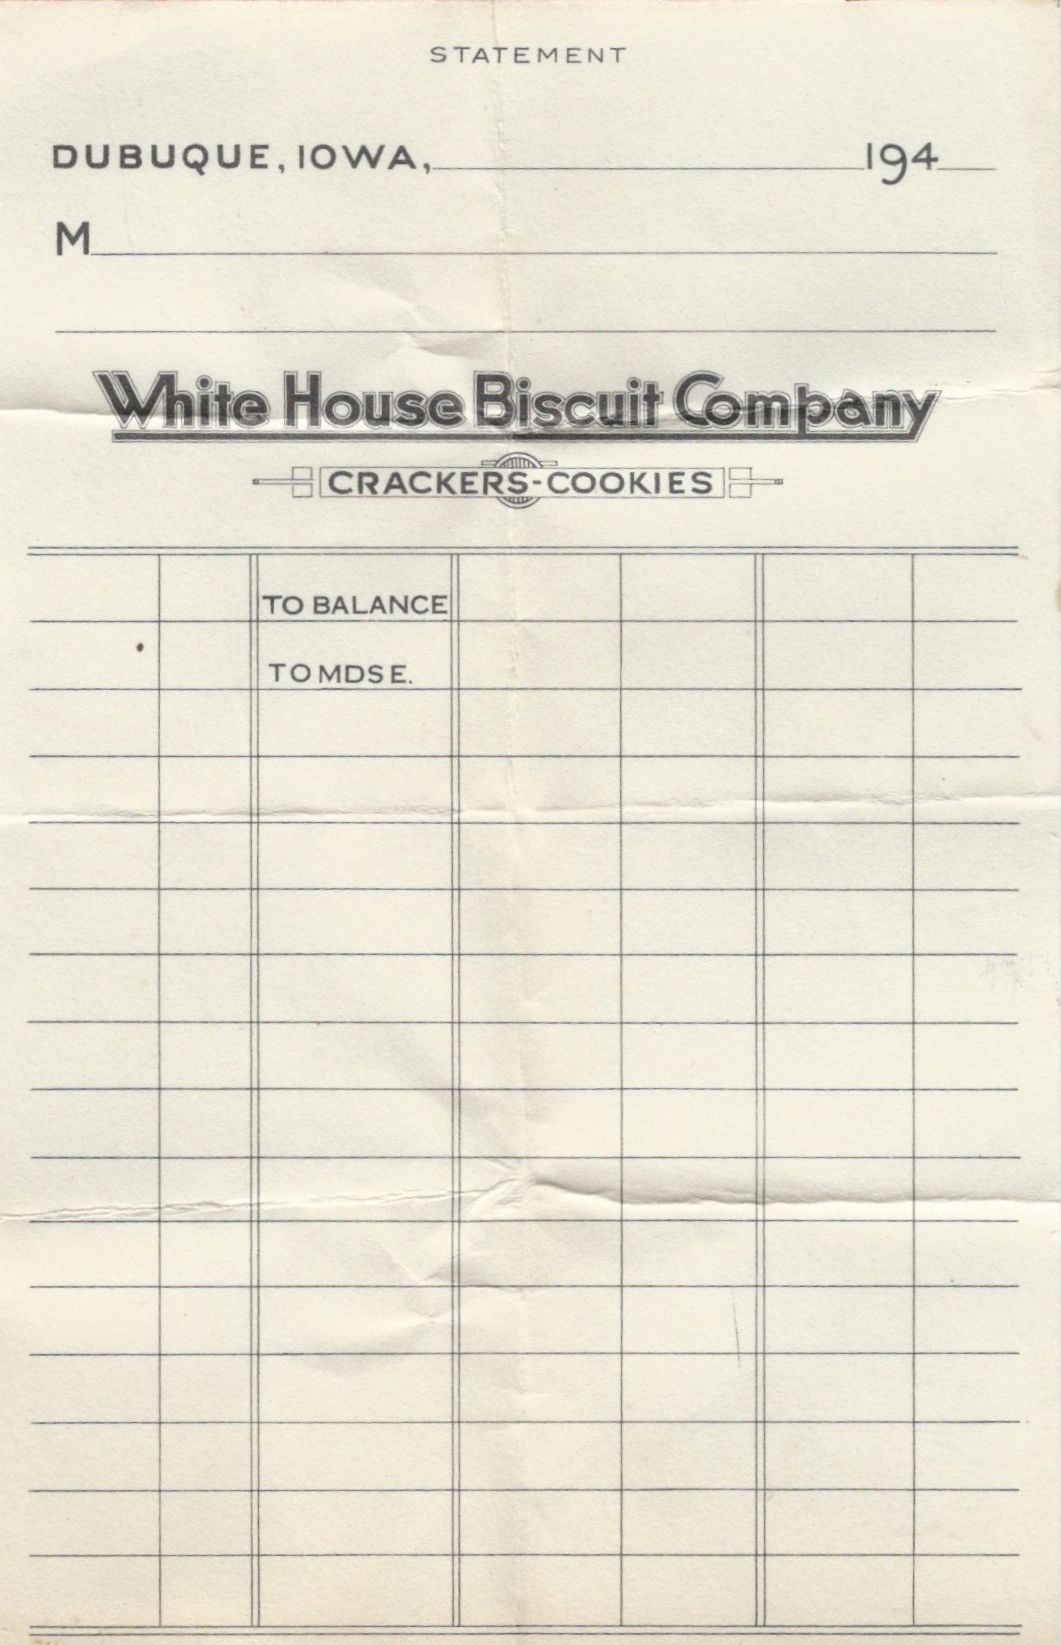 STATEMENT
DUBUQUE, IOWA, 194
M
White House Biscuit Company
CRACKERS-COOKIES
TO BALANCE
TO MDSE.